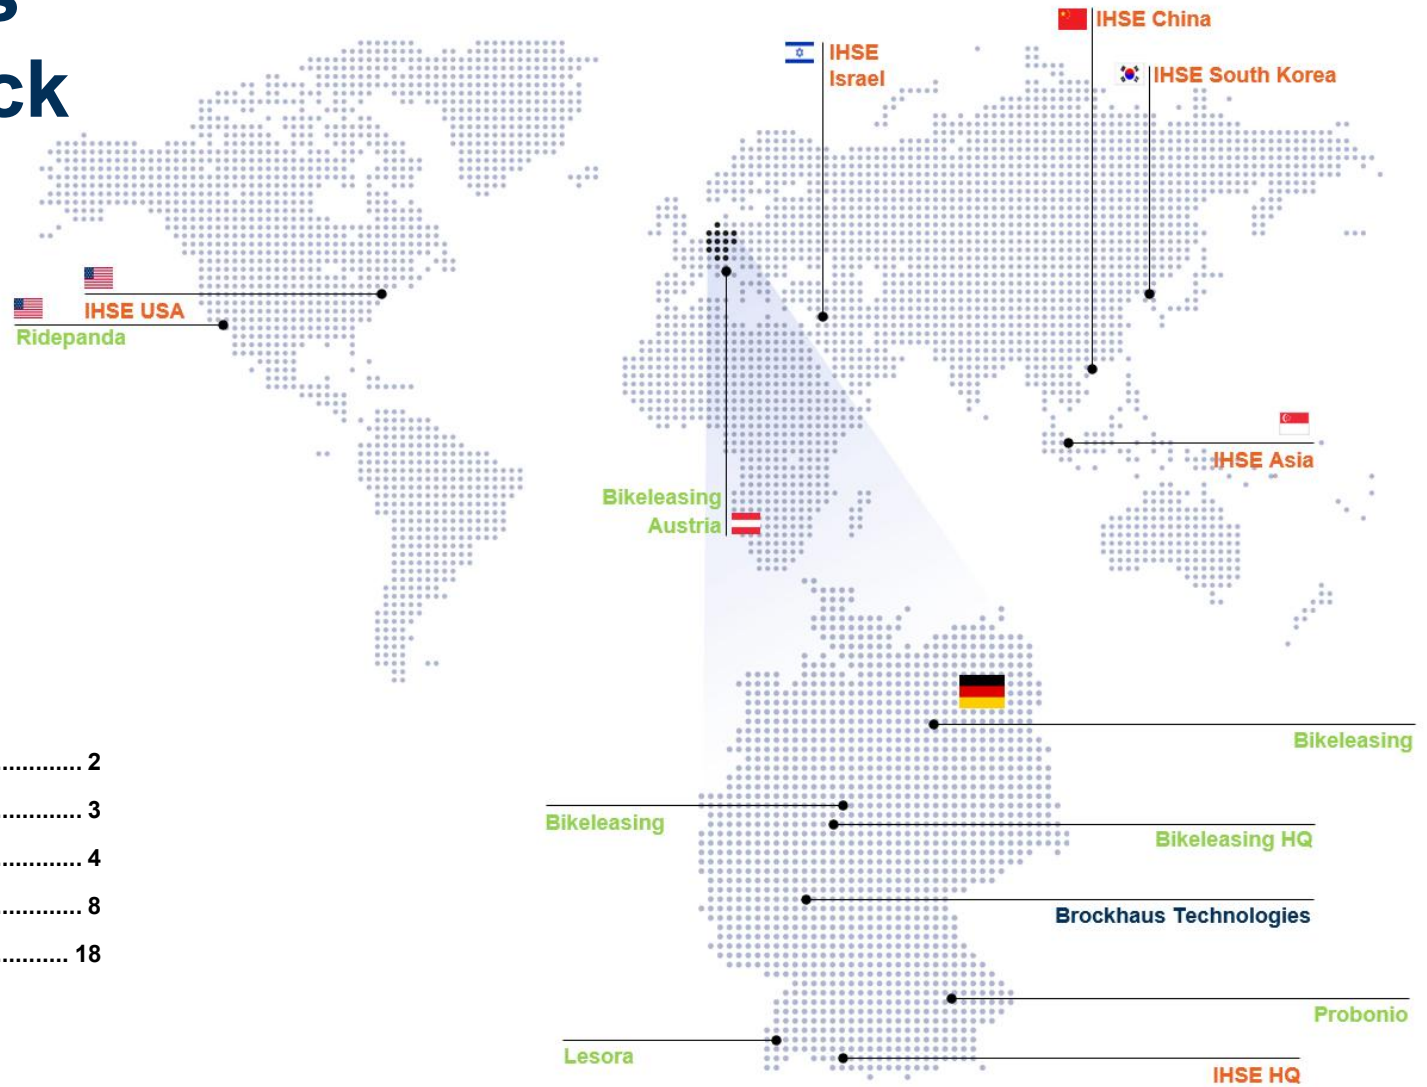 ck
IHSE China
IHSE
Israel
IHSE South Korea
IHSE USA
Ridepanda
IHSE Asia
Bikeleasing
Austria
Bikeleasing
Bikeleasing
Bikeleasing HQ
Brockhaus Technologies
Probonio
Lesora
IHSE HQ
............. 2
............. 3
............. 4
............. 8
........... 18